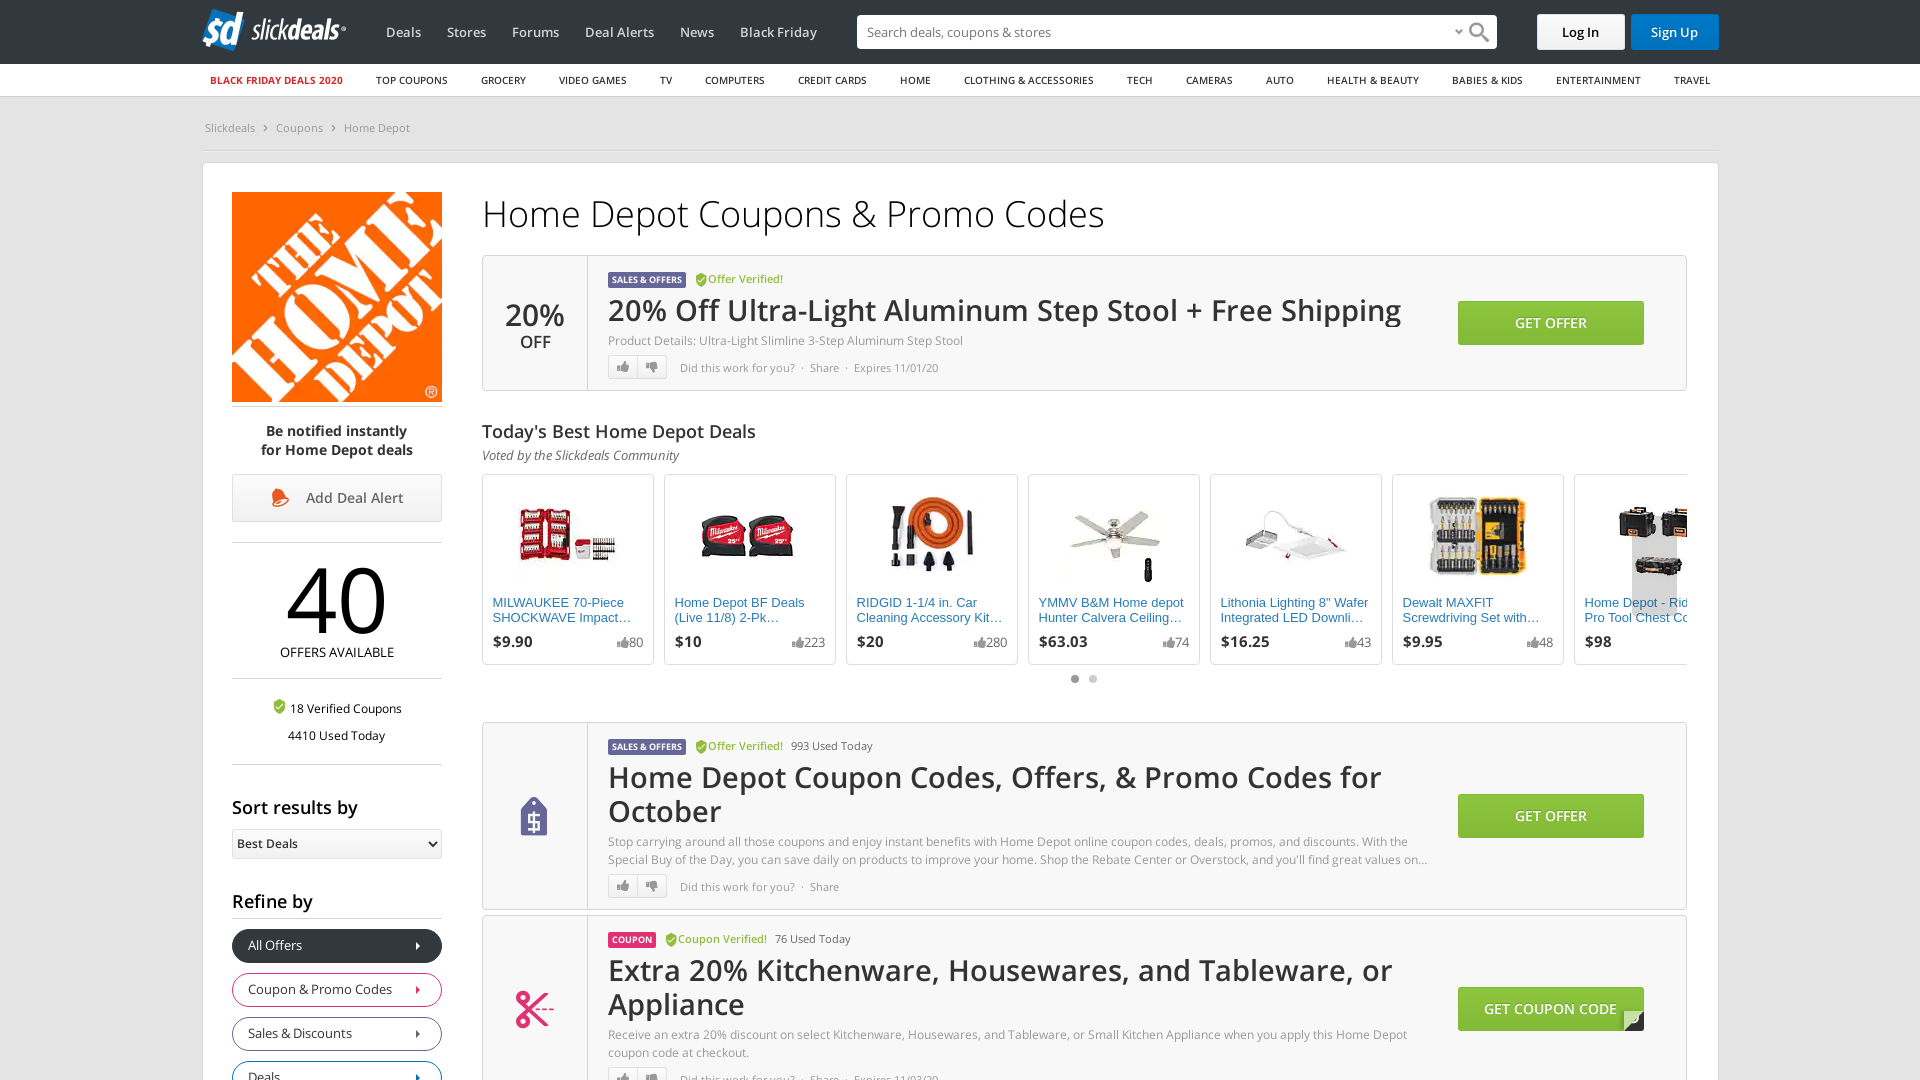 sd slickdeals®
Deals
Stores
Forums
Deal Alerts
News
Black Friday
Search deals, coupons & stores
Log In
Sign Up
BLACK FRIDAY DEALS 2020
TOP COUPONS
GROCERY
VIDEO GAMES
TV
COMPUTERS
CREDIT CARDS
HOME
CLOTHING & ACCESSORIES
TECH
CAMERAS
AUTO
HEALTH & BEAUTY
BABIES & KIDS
ENTERTAINMENT
TRAVEL
Slickdeals > Coupons > Home Depot
THE
HOME
DEPOT
®
Be notified instantly
for Home Depot deals
Add Deal Alert
40
OFFERS AVAILABLE
18 Verified Coupons
4410 Used Today
Sort results by
Best Deals
Refine by
All Offers
Coupon & Promo Codes
Sales & Discounts
Deals
Home Depot Coupons & Promo Codes
20%
OFF
SALES & OFFERS
Offer Verified!
20% Off Ultra-Light Aluminum Step Stool + Free Shipping
Product Details: Ultra-Light Slimline 3-Step Aluminum Step Stool
Did this work for you? · Share · Expires 11/01/20
GET OFFER
Today's Best Home Depot Deals
Voted by the Slickdeals Community
MILWAUKEE 70-Piece
SHOCKWAVE Impact…
$9.90
80
Home Depot BF Deals
(Live 11/8) 2-Pk…
$10
223
RIDGID 1-1/4 in. Car
Cleaning Accessory Kit…
$20
280
YMMV B&M Home depot
Hunter Calvera Ceiling…
$63.03
74
Lithonia Lighting 8" Wafer
Integrated LED Downli…
$16.25
43
Dewalt MAXFIT
Screwdriving Set with…
$9.95
48
Home Depot - Rid
Pro Tool Chest Co
$98
SALES & OFFERS
Offer Verified!
993 Used Today
Home Depot Coupon Codes, Offers, & Promo Codes for
October
Stop carrying around all those coupons and enjoy instant benefits with Home Depot online coupon codes, deals, promos, and discounts. With the
Special Buy of the Day, you can save daily on products to improve your home. Shop the Rebate Center or Overstock, and you'll find great values on…
Did this work for you? · Share
GET OFFER
COUPON
Coupon Verified!
76 Used Today
Extra 20% Kitchenware, Housewares, and Tableware, or
Appliance
Receive an extra 20% discount on select Kitchenware, Housewares, and Tableware, or Small Kitchen Appliance when you apply this Home Depot
coupon code at checkout.
Did this work for you? · Share · Expires 11/03/20
GET COUPON CODE